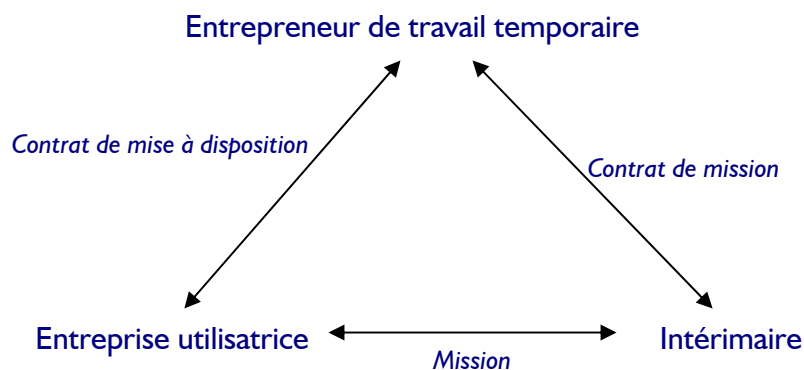 Entrepreneur de travail temporaire
Contrat de mise à disposition
Contrat de mission
Entreprise utilisatrice
Intérimaire
Mission